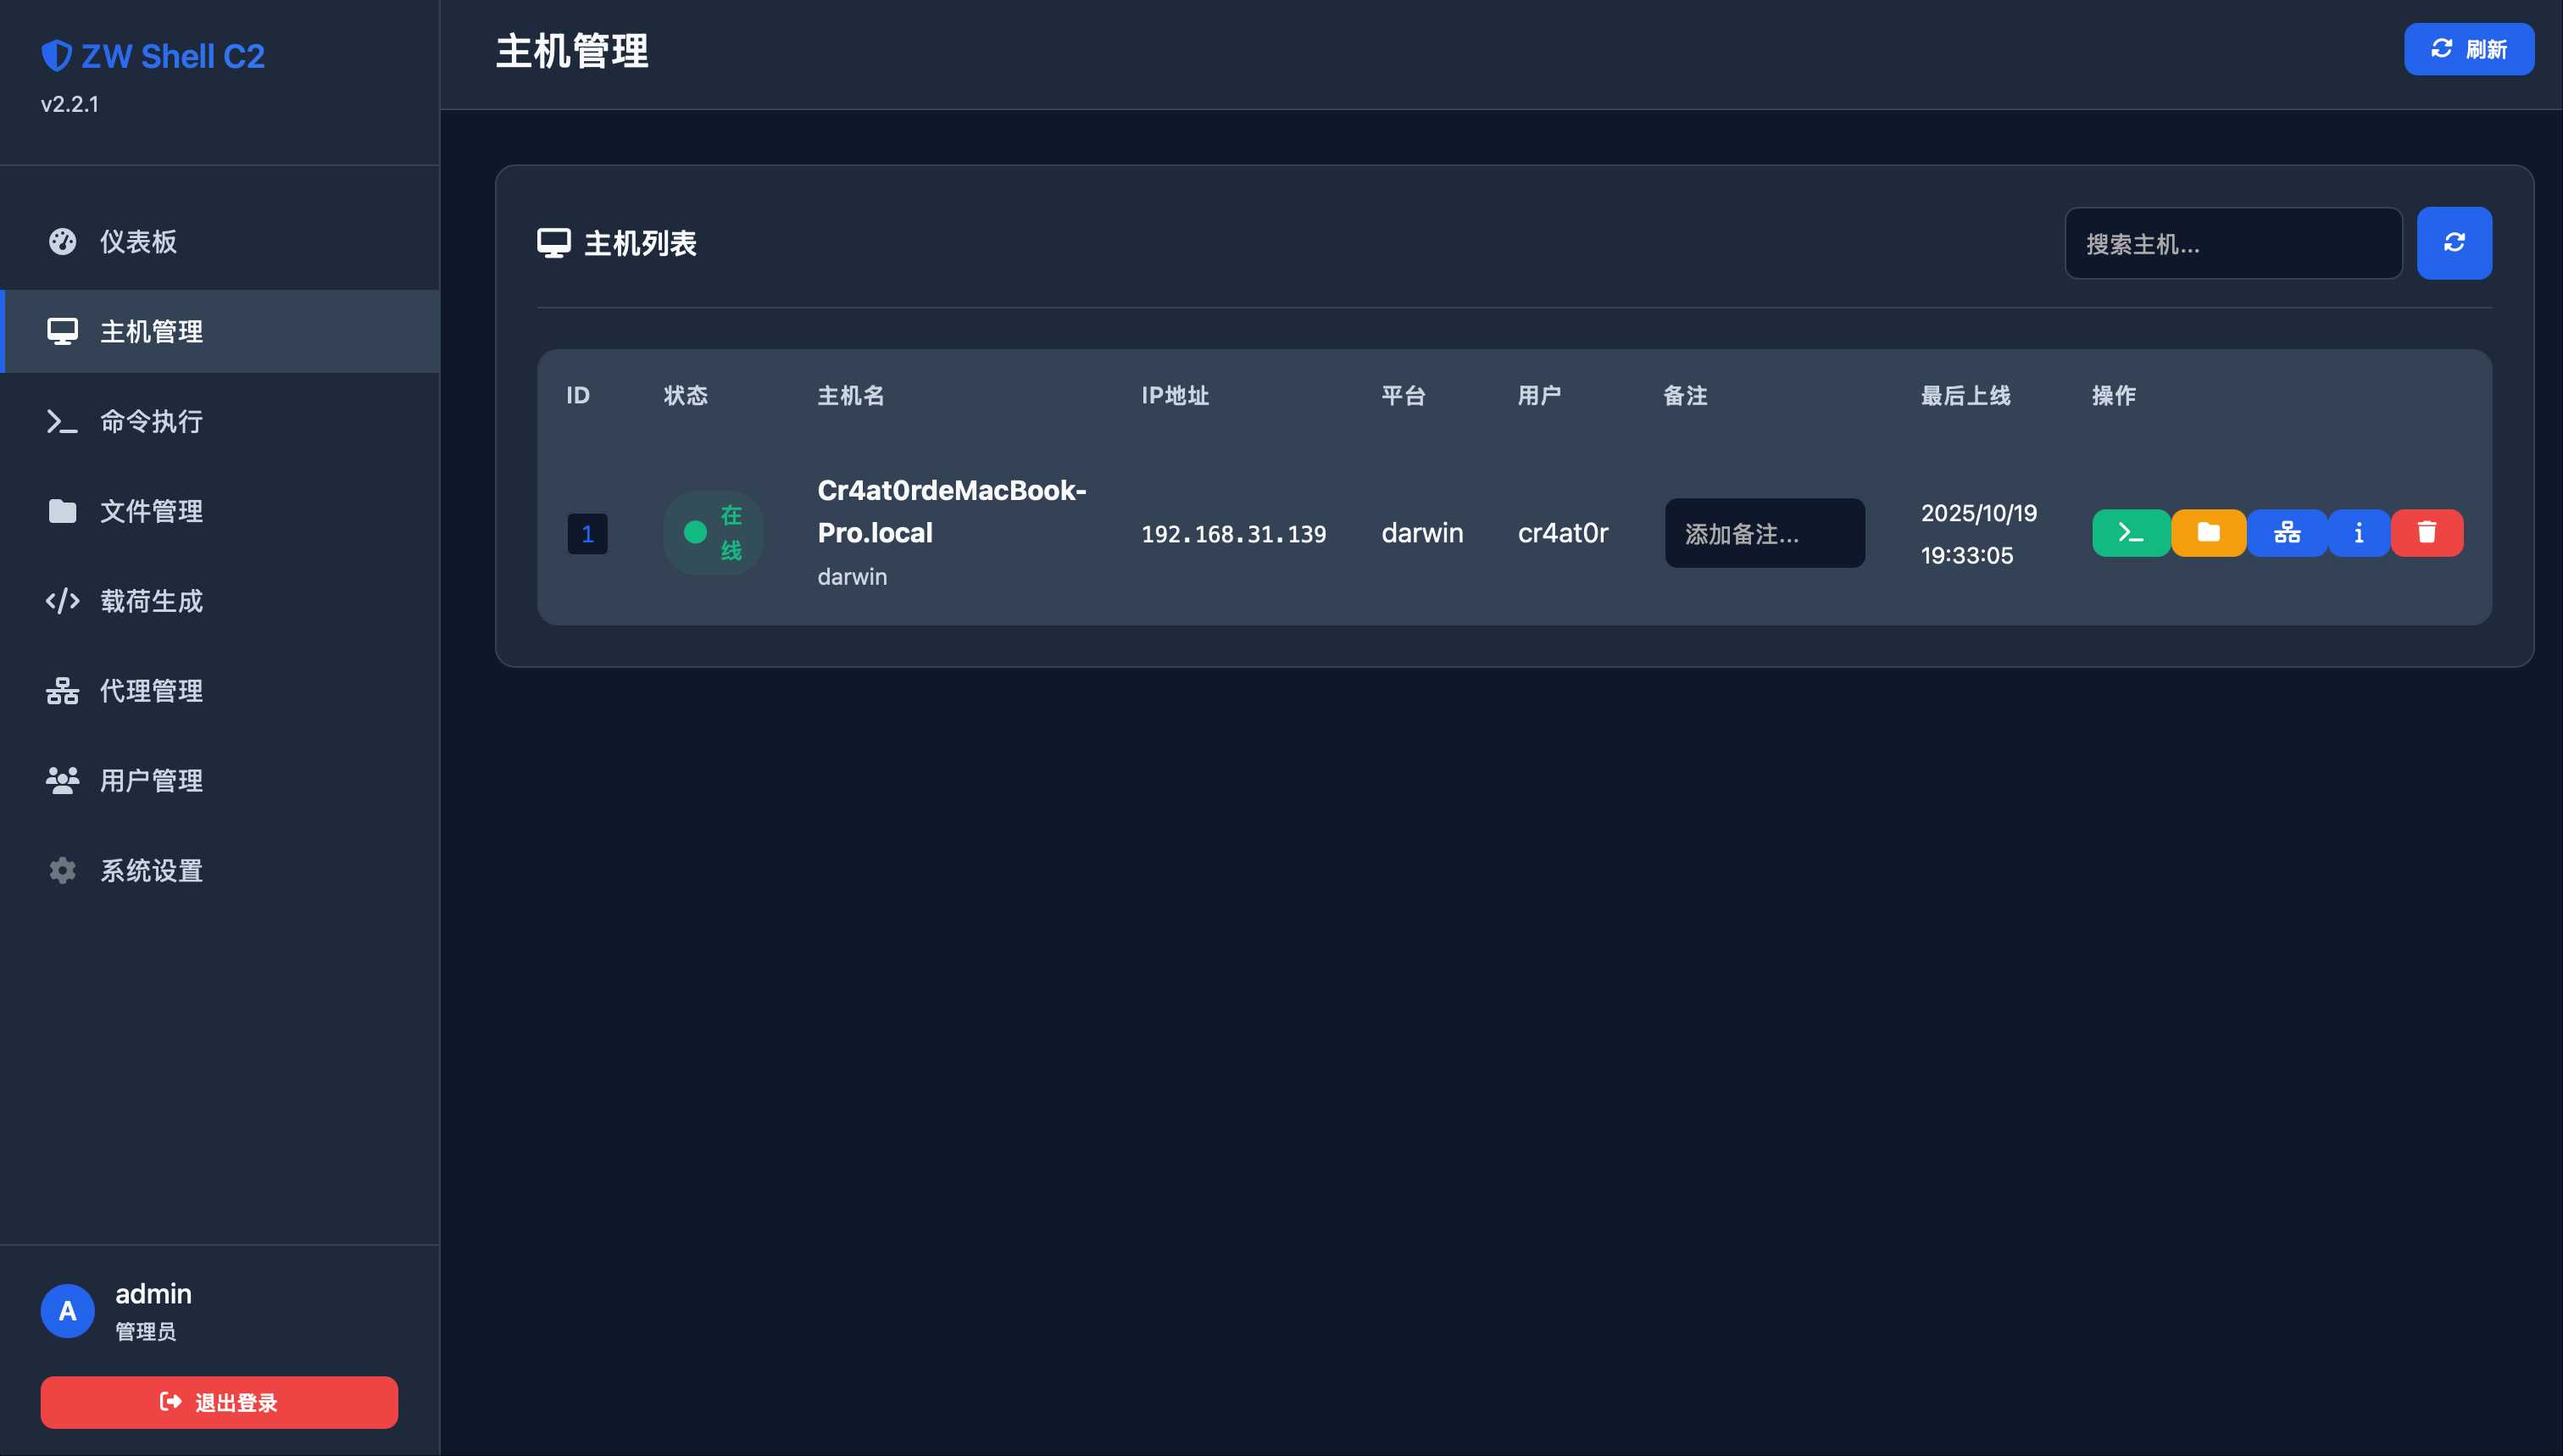 ZW Shell C2
v2.2.1
仪表板
主机管理
命令执行
文件管理
载荷生成
代理管理
用户管理
系统设置
A
admin
管理员
退出登录
主机管理
刷新
主机列表
搜索主机...
ID 状态 主机名 IP地址 平台 用户 备注 最后上线 操作
1
在
线
Cr4at0rdeMacBook-
Pro.local
darwin
192.168.31.139
darwin
cr4at0r
添加备注...
2025/10/19
19:33:05